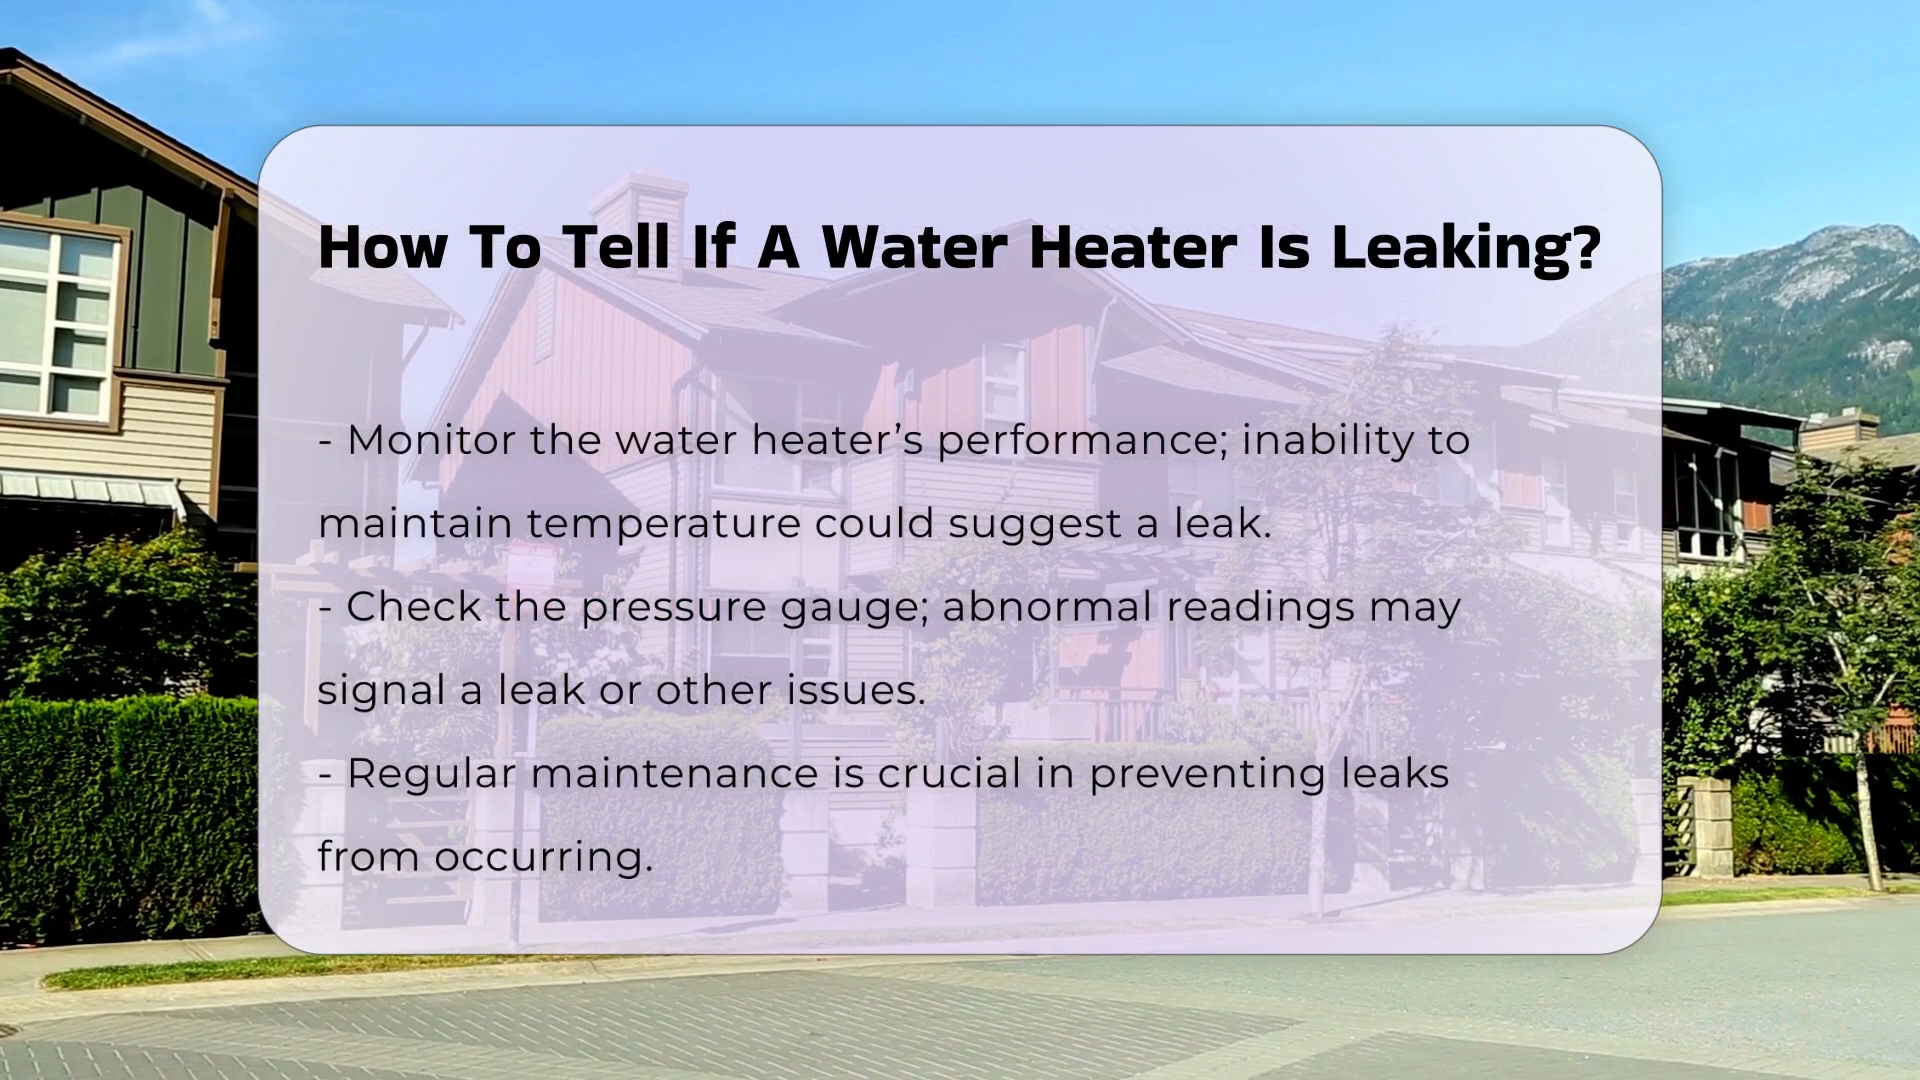 How To Tell If A Water Heater Is Leaking?
- Monitor the water heater’s performance; inability to
maintain temperature could suggest a leak.
- Check the pressure gauge; abnormal readings may
signal a leak or other issues.
- Regular maintenance is crucial in preventing leaks
from occurring.